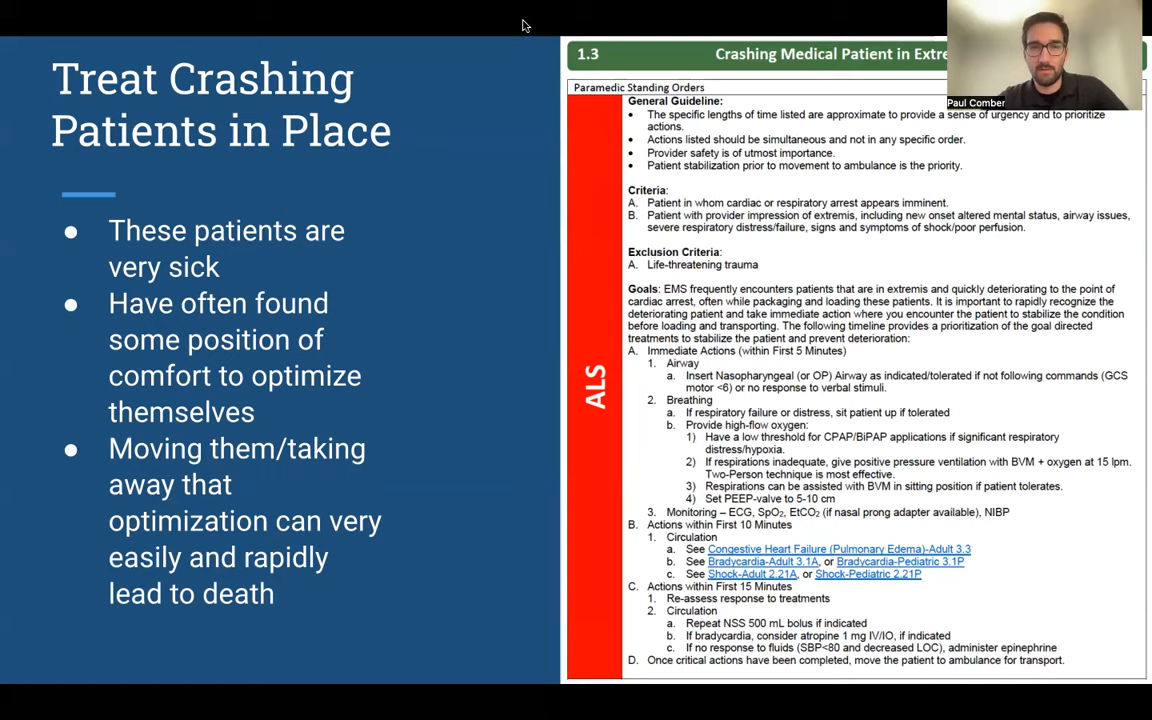 Treat Crashing
Patients in Place
● These patients are
very sick
● Have often found
some position of
comfort to optimize
themselves
● Moving them/taking
away that
optimization can very
easily and rapidly
lead to death
1.3 Crashing Medical Patient in Extre
Paul Comber
Paramedic Standing Orders
ALS
General Guideline:
• The specific lengths of time listed are approximate to provide a sense of urgency and to prioritize
actions.
• Actions listed should be simultaneous and not in any specific order.
• Provider safety is of utmost importance.
• Patient stabilization prior to movement to ambulance is the priority.
Criteria:
A. Patient in whom cardiac or respiratory arrest appears imminent.
B. Patient with provider impression of extremis, including new onset altered mental status, airway issues,
severe respiratory distress/failure, signs and symptoms of shock/poor perfusion.
Exclusion Criteria:
A. Life-threatening trauma
Goals: EMS frequently encounters patients that are in extremis and quickly deteriorating to the point of
cardiac arrest, often while packaging and loading these patients. It is important to rapidly recognize the
deteriorating patient and take immediate action where you encounter the patient to stabilize the condition
before loading and transporting. The following timeline provides a prioritization of the goal directed
treatments to stabilize the patient and prevent deterioration:
A. Immediate Actions (within First 5 Minutes)
1. Airway
a. Insert Nasopharyngeal (or OP) Airway as indicated/tolerated if not following commands (GCS
motor <6) or no response to verbal stimuli.
2. Breathing
a. If respiratory failure or distress, sit patient up if tolerated
b. Provide high-flow oxygen:
1) Have a low threshold for CPAP/BiPAP applications if significant respiratory
distress/hypoxia.
2) If respirations inadequate, give positive pressure ventilation with BVM + oxygen at 15 lpm.
Two-Person technique is most effective.
3) Respirations can be assisted with BVM in sitting position if patient tolerates.
4) Set PEEP-valve to 5-10 cm
3. Monitoring – ECG, SpO2, EtCO2 (if nasal prong adapter available), NIBP
B. Actions within First 10 Minutes
1. Circulation
a. See Congestive Heart Failure (Pulmonary Edema)-Adult 3.3
b. See Bradycardia-Adult 3.1A, or Bradycardia-Pediatric 3.1P
c. See Shock-Adult 2.21A, or Shock-Pediatric 2.21P
C. Actions within First 15 Minutes
1. Re-assess response to treatments
2. Circulation
a. Repeat NSS 500 mL bolus if indicated
b. If bradycardia, consider atropine 1 mg IV/IO, if indicated
c. If no response to fluids (SBP<80 and decreased LOC), administer epinephrine
D. Once critical actions have been completed, move the patient to ambulance for transport.